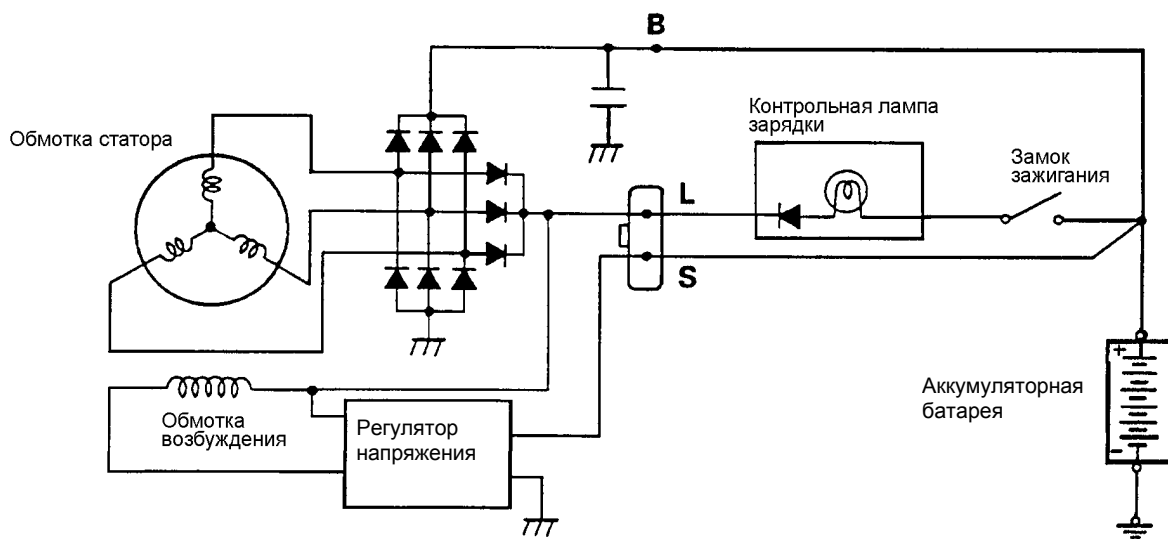 B
Обмотка статора
Контрольная лампа
зарядки
Замок
зажигания
L
S
+
Обмотка
возбуждения
Регулятор
напряжения
Аккумуляторная
батарея
−